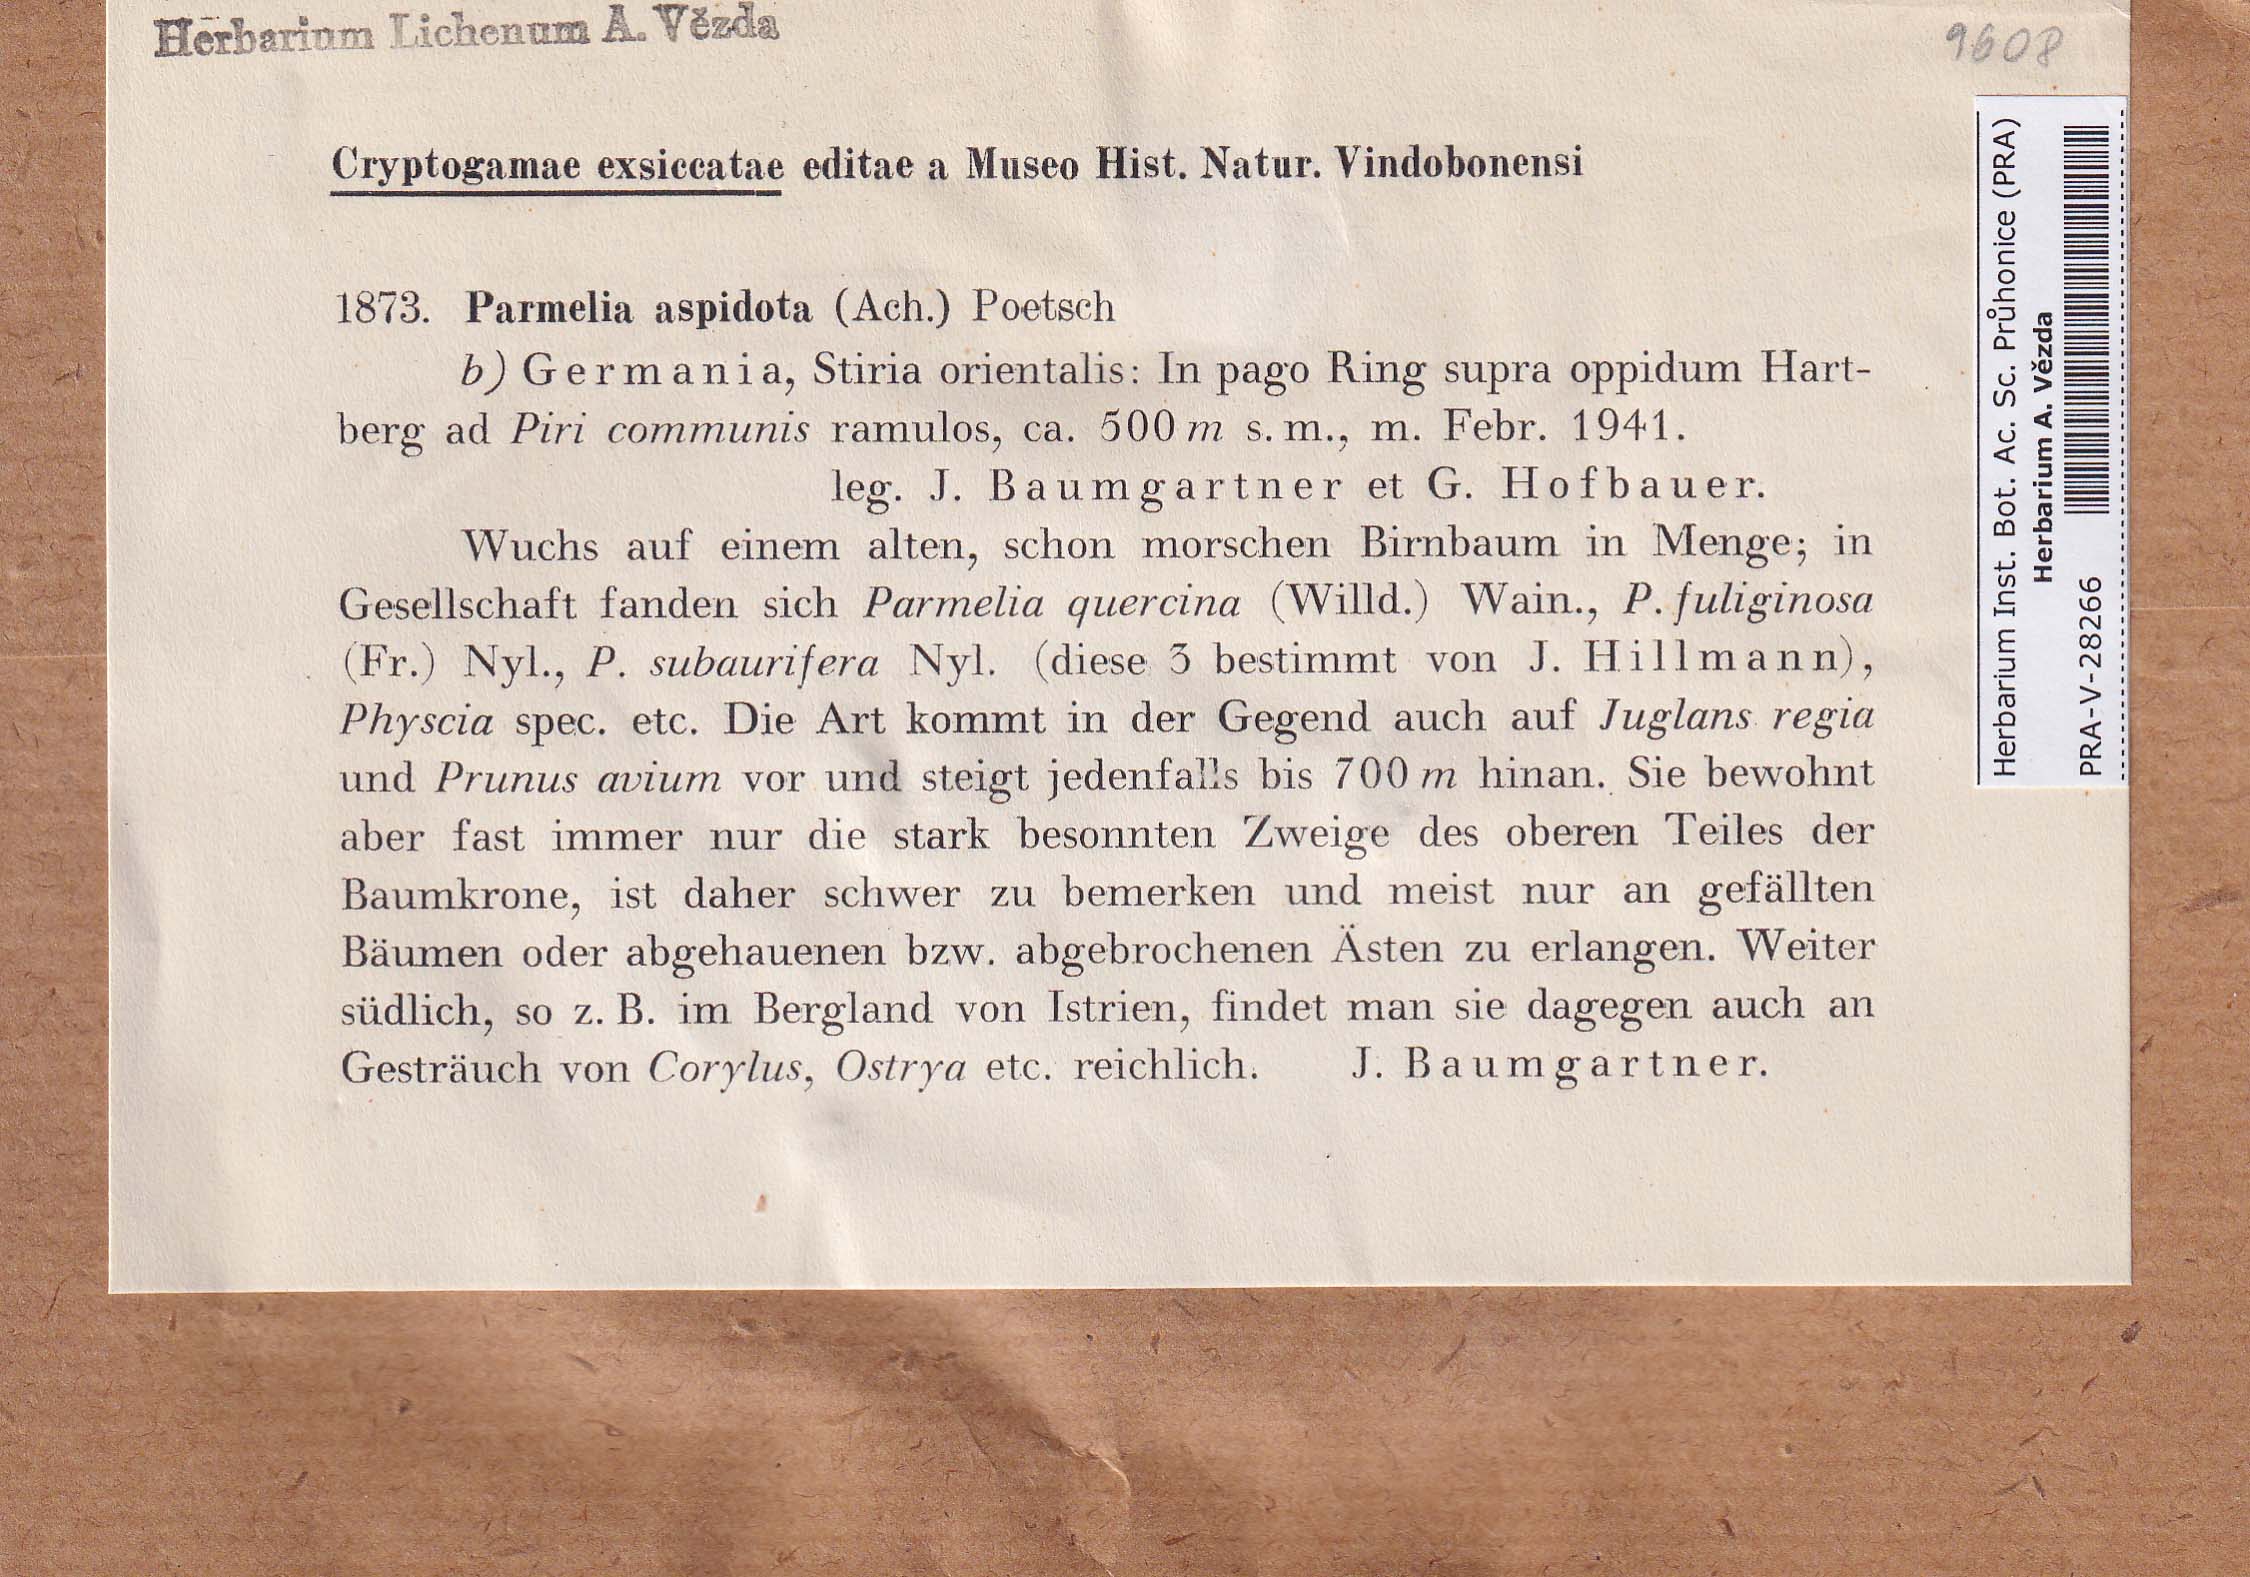 Herbarium Lichenum A. Vězda
9608
Cryptogamae exsiccatae editae a Museo Hist. Natur. Vindobonensi
1873. Parmelia aspidota (Ach.) Poetsch
b) Germania, Stiria orientalis: In pago Ring supra oppidum Hart-
berg ad Piri communis ramulos, ca. 500 m s. m., m. Febr. 1941.
leg. J. Baumgartner et G. Hofbauer.
Wuchs auf einem alten, schon morschen Birnbaum in Menge; in
Gesellschaft fanden sich Parmelia quercina (Willd.) Wain., P. fuliginosa
(Fr.) Nyl., P. subaurifera Nyl. (diese 3 bestimmt von J. Hillmann),
Physcia spec. etc. Die Art kommt in der Gegend auch auf Juglans regia
und Prunus avium vor und steigt jedenfalls bis 700 m hinan. Sie bewohnt
aber fast immer nur die stark besonnten Zweige des oberen Teiles der
Baumkrone, ist daher schwer zu bemerken und meist nur an gefällten
Bäumen oder abgehauenen bzw. abgebrochenen Ästen zu erlangen. Weiter
südlich, so z. B. im Bergland von Istrien, findet man sie dagegen auch an
Gesträuch von Corylus, Ostrya etc. reichlich. J. Baumgartner.
Herbarium Inst. Bot. Ac. Sc. Průhonice (PRA)
Herbarium A. Vězda
PRA-V-28266